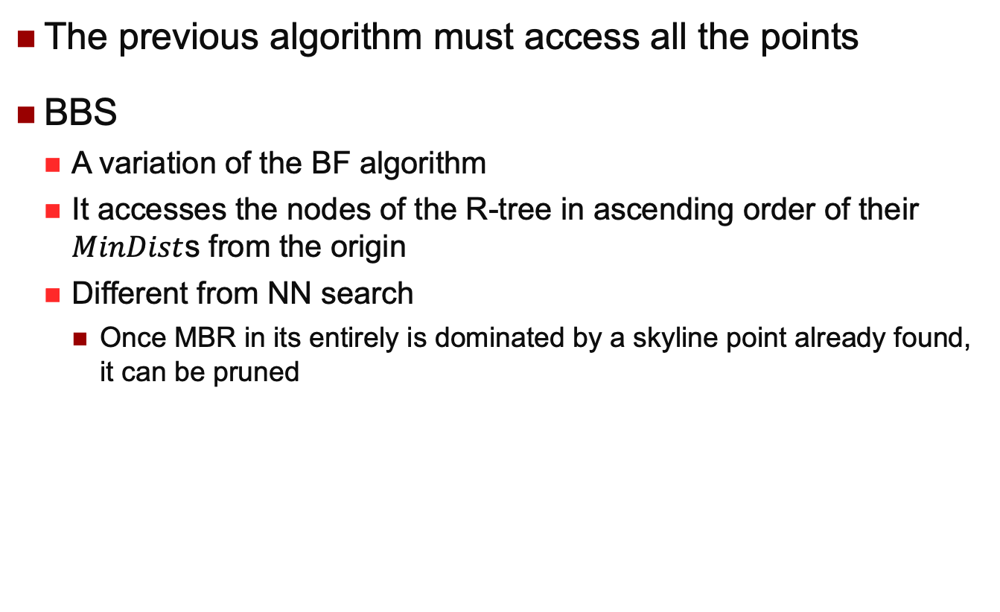 The previous algorithm must access all the points
BBS
A variation of the BF algorithm
It accesses the nodes of the R-tree in ascending order of their
MinDists from the origin
Different from NN search
Once MBR in its entirely is dominated by a skyline point already found,
it can be pruned